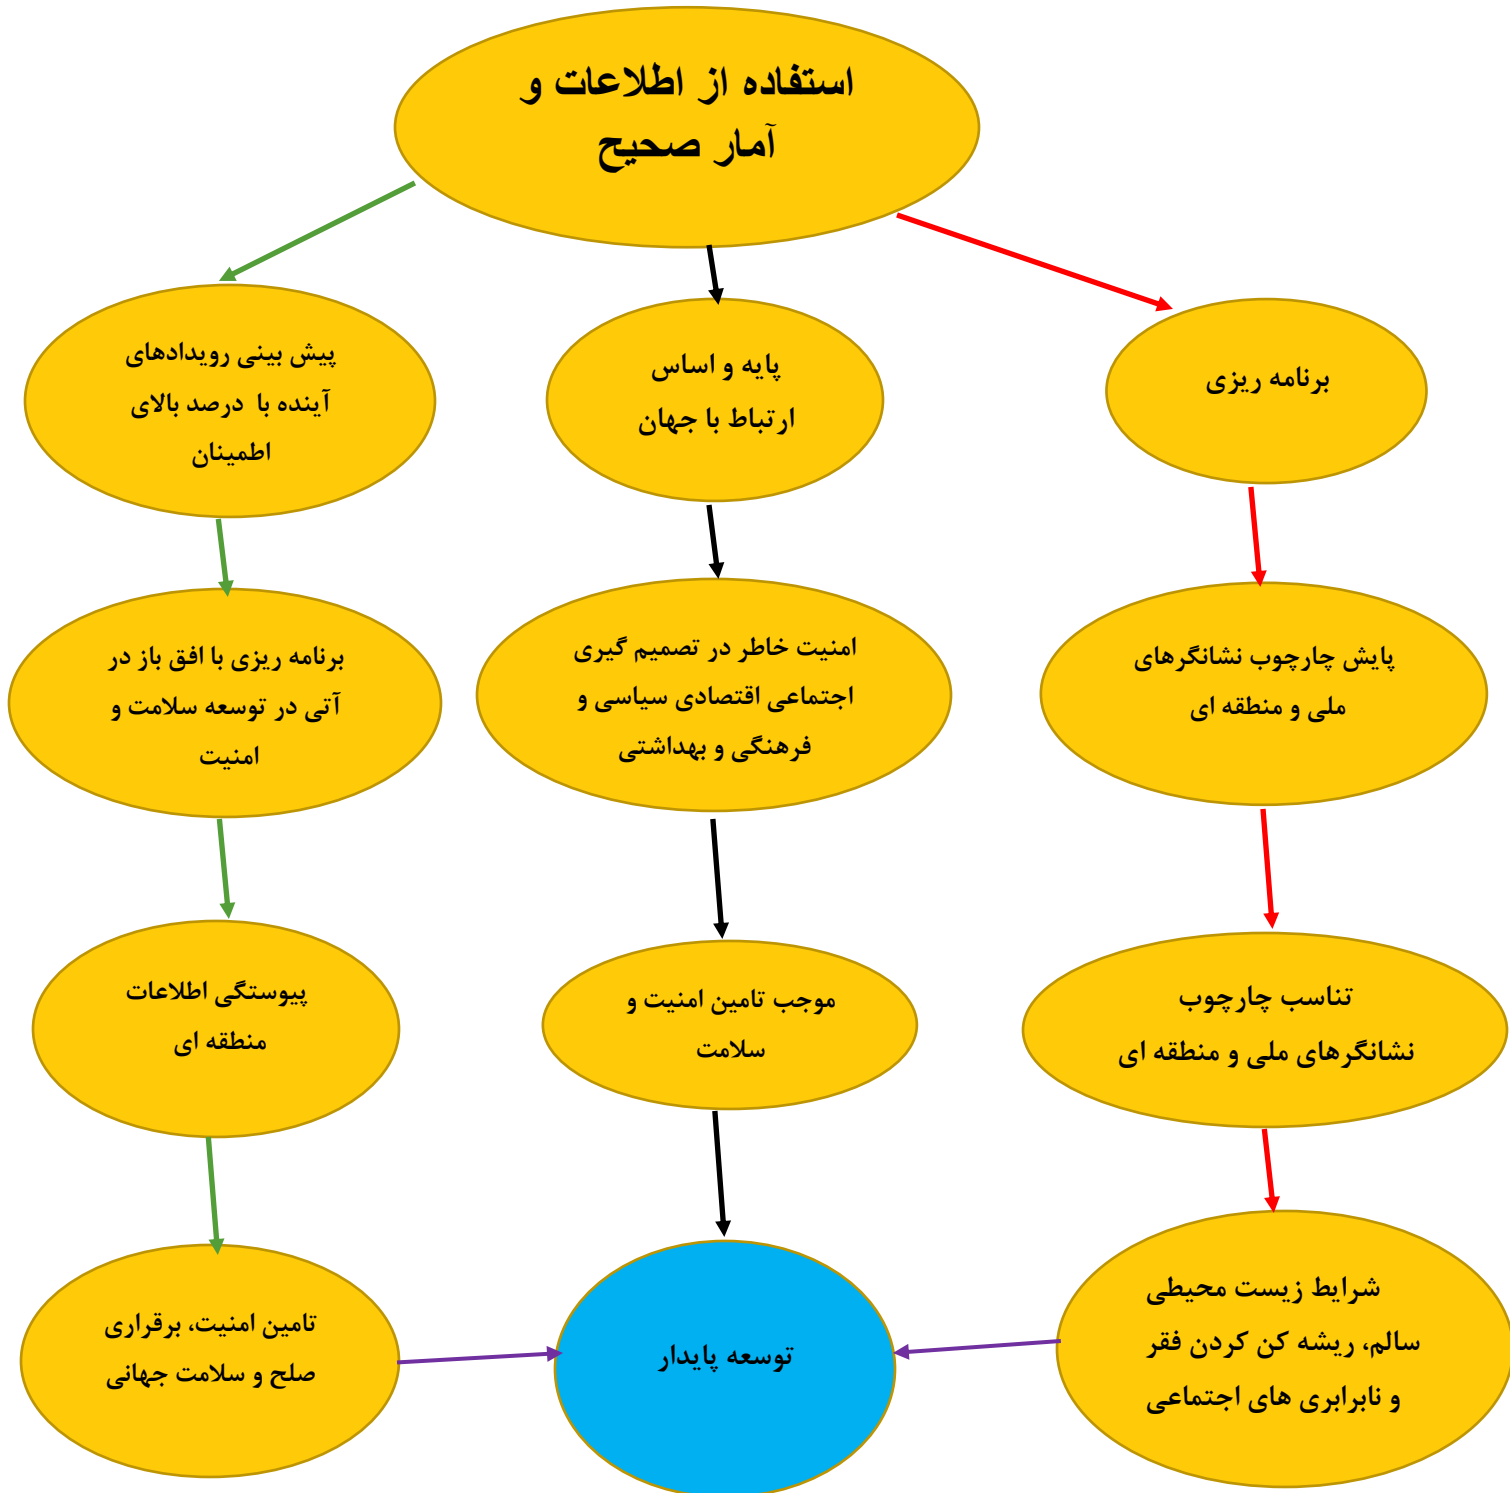 استفاده از اطلاعات و
آمار صحیح
برنامه ریزی
پایه و اساس
ارتباط با جهان
پیش بینی رویدادهای
آینده با درصد بالای
اطمینان
پایش چارچوب نشانگرهای
ملی و منطقه ای
امنیت خاطر در تصمیم گیری
اجتماعی اقتصادی سیاسی و
فرهنگی و بهداشتی
برنامه ریزی با افق باز در
آتی در توسعه سلامت و
امنیت
تناسب چارچوب
نشانگرهای ملی و منطقه ای
موجب تامین امنیت و
سلامت
پیوستگی اطلاعات
منطقه ای
شرایط زیست محیطی
سالم، ریشه کن کردن فقر
و نابرابری های اجتماعی
توسعه پایدار
تامین امنیت، برقراری
صلح و سلامت جهانی